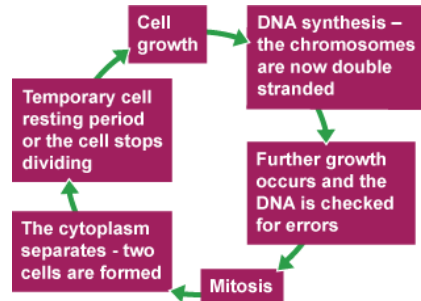 Cell
growth
DNA synthesis –
the chromosomes
are now double
stranded
Further growth
occurs and the
DNA is checked
for errors
Mitosis
The cytoplasm
separates - two
cells are formed
Temporary cell
resting period
or the cell stops
dividing